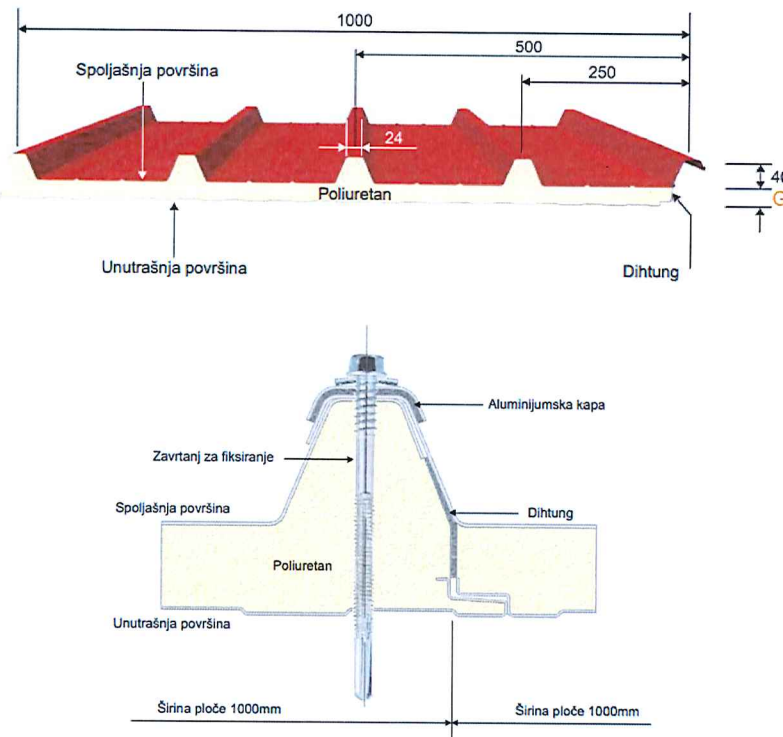 1000
500
Spoljašnja površina
250
24
40
Poliuretan
G
Unutrašnja površina
Dihtung
Aluminijumska kapa
Zavrtanj za fiksiranje
Spoljašnja površina
Dihtung
Poliuretan
Unutrašnja površina
Širina ploče 1000mm
Širina ploče 1000mm